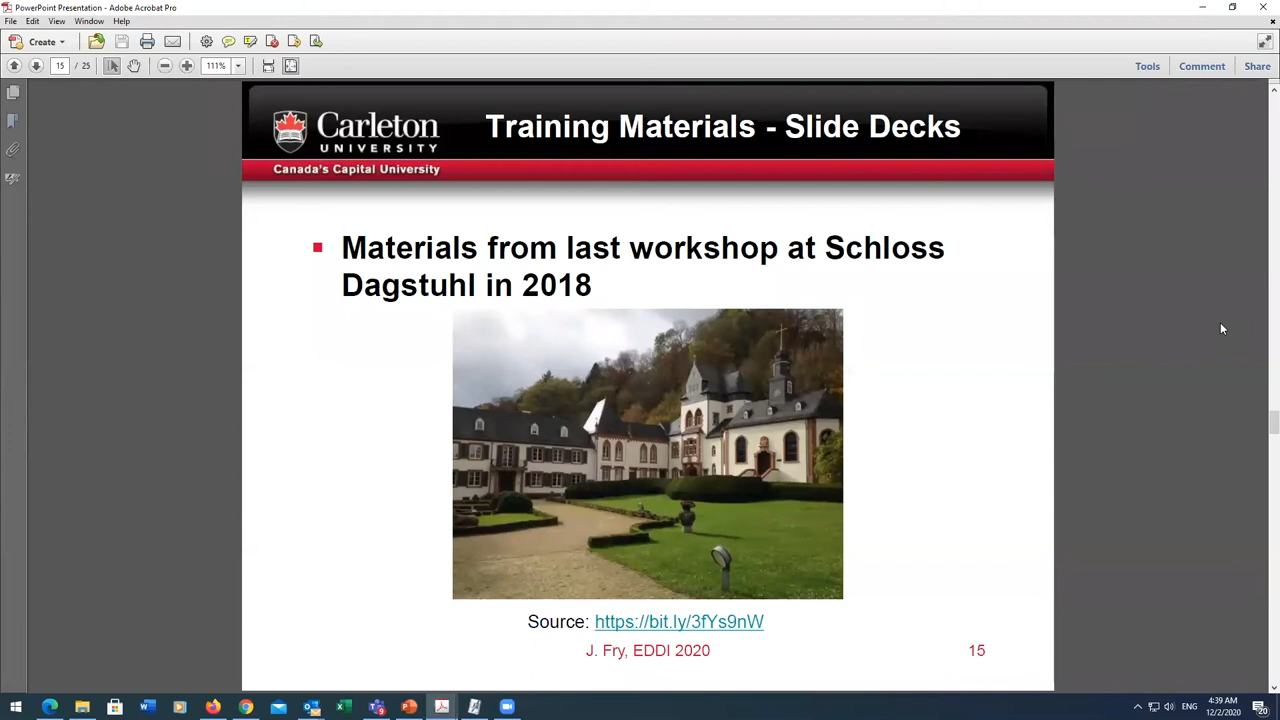 PowerPoint Presentation - Adobe Acrobat Pro
File Edit View Window Help
Create
15 / 25 111% Tools Comment Share
Carleton
UNIVERSITY
Canada's Capital University
Training Materials - Slide Decks
Materials from last workshop at Schloss
Dagstuhl in 2018
Source: https://bit.ly/3fYs9nW
J. Fry, EDDI 2020 15
ENG 4:39 AM
12/2/2020 20